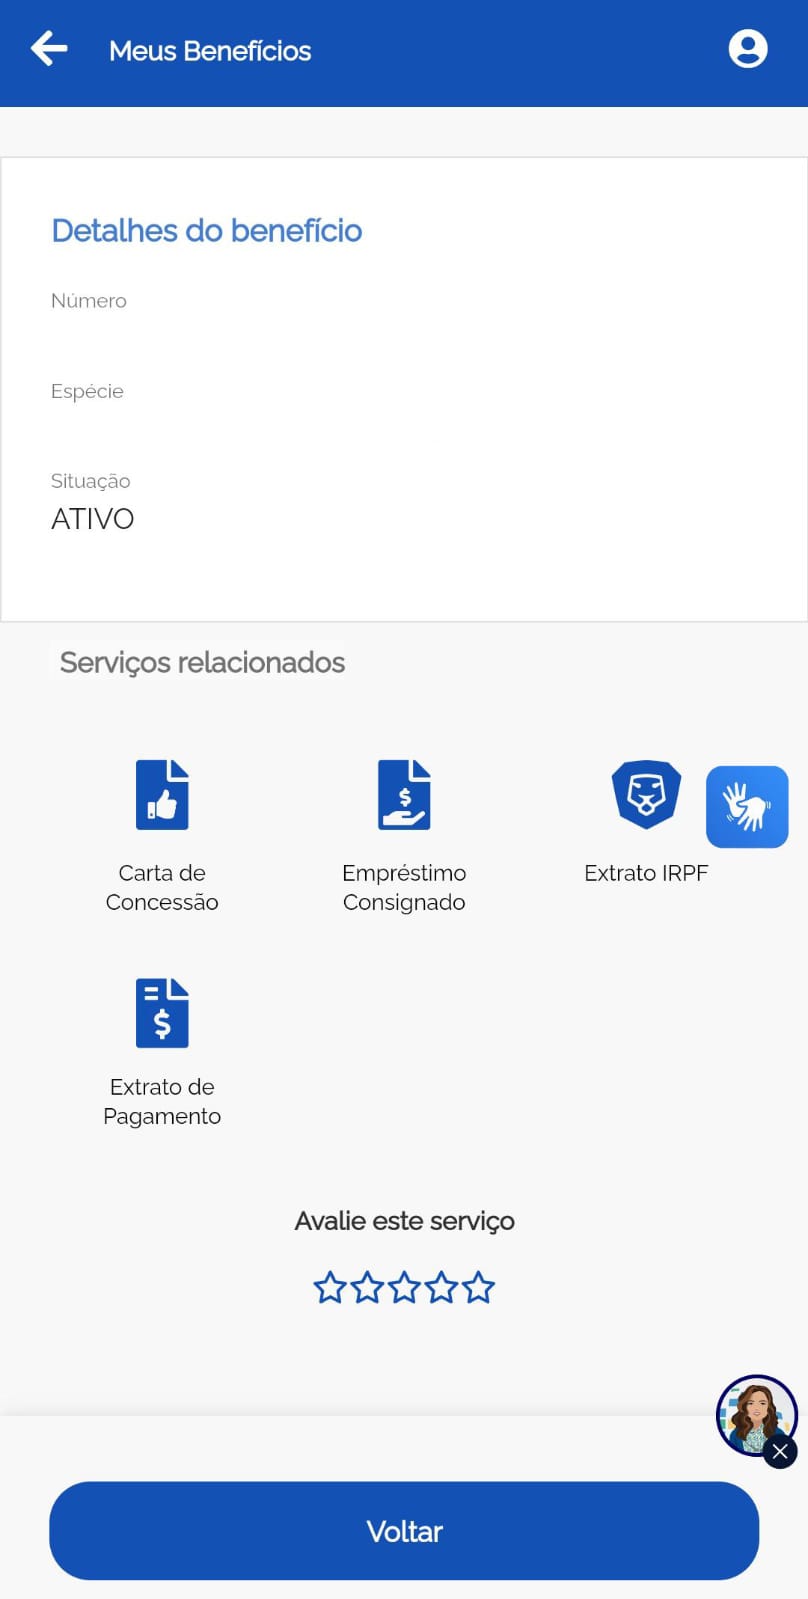 Meus Benefícios
Detalhes do benefício
Número
Espécie
Situação
ATIVO
Serviços relacionados
Carta de
Concessão
Empréstimo
Consignado
Extrato IRPF
Extrato de
Pagamento
Avalie este serviço
Voltar